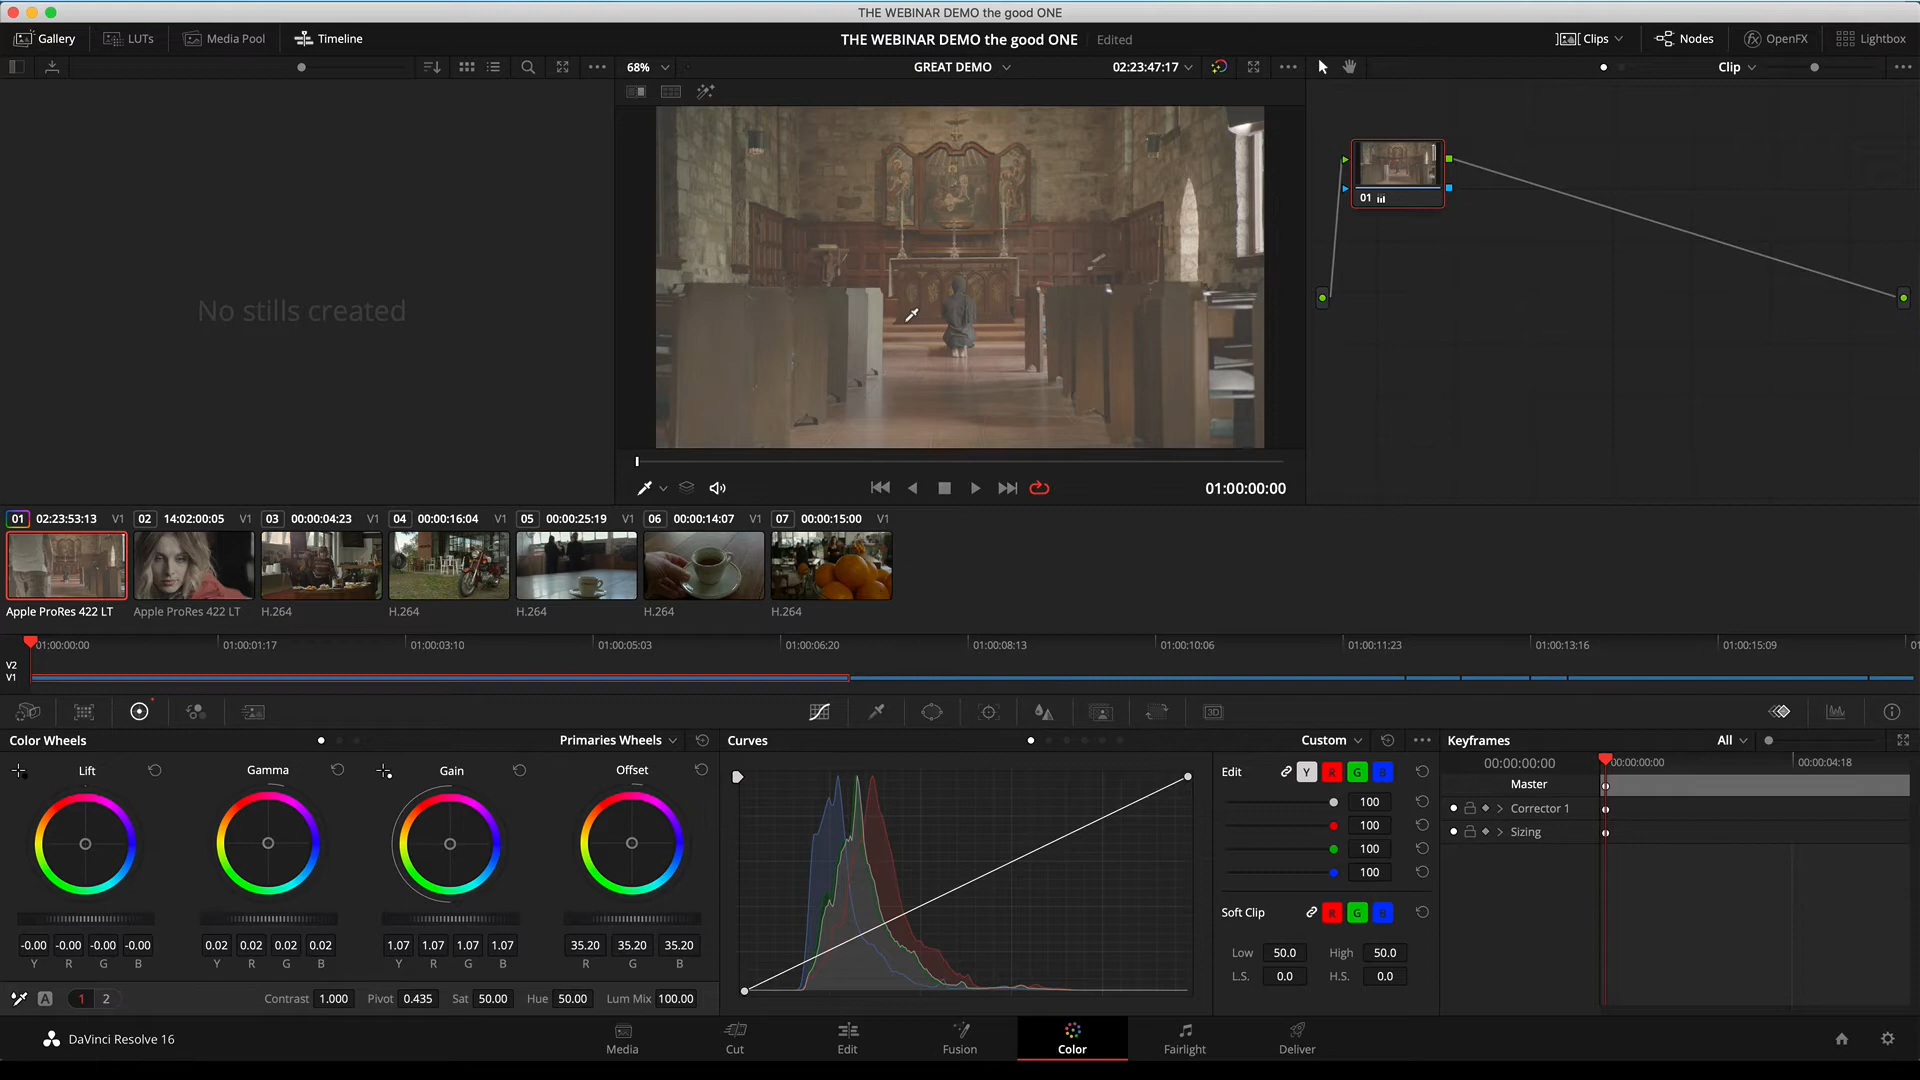 THE WEBINAR DEMO the good ONE
Gallery LUTs Media Pool Timeline THE WEBINAR DEMO the good ONE Edited Clips Nodes OpenFX Lightbox
68% GREAT DEMO 02:23:47:17 Clip
No stills created
01
01:00:00:00
01 02:23:53:13 V1 02 14:02:00:05 V1 03 00:00:04:23 V1 04 00:00:16:04 V1 05 00:00:25:19 V1 06 00:00:14:07 V1 07 00:00:15:00 V1
Apple ProRes 422 LT Apple ProRes 422 LT H.264 H.264 H.264 H.264 H.264
01:00:00:00 01:00:01:17 01:00:03:10 01:00:05:03 01:00:06:20 01:00:08:13 01:00:10:06 01:00:11:23 01:00:13:16 01:00:15:09
V2
V1
3D
Color Wheels Primaries Wheels Curves Custom Keyframes All
Lift Gamma Gain Offset Edit Y R G B 00:00:00:00 00:00:00:00 00:00:04:18
Master
100
Corrector 1
100
Sizing
100
100
Soft Clip R G B
-0.00 -0.00 -0.00 -0.00 0.02 0.02 0.02 0.02 1.07 1.07 1.07 1.07 35.20 35.20 35.20
Low 50.0 High 50.0
Y R G B Y R G B Y R G B R G B
L.S. 0.0 H.S. 0.0
A 1 2 Contrast 1.000 Pivot 0.435 Sat 50.00 Hue 50.00 Lum Mix 100.00
DaVinci Resolve 16 Media Cut Edit Fusion Color Fairlight Deliver